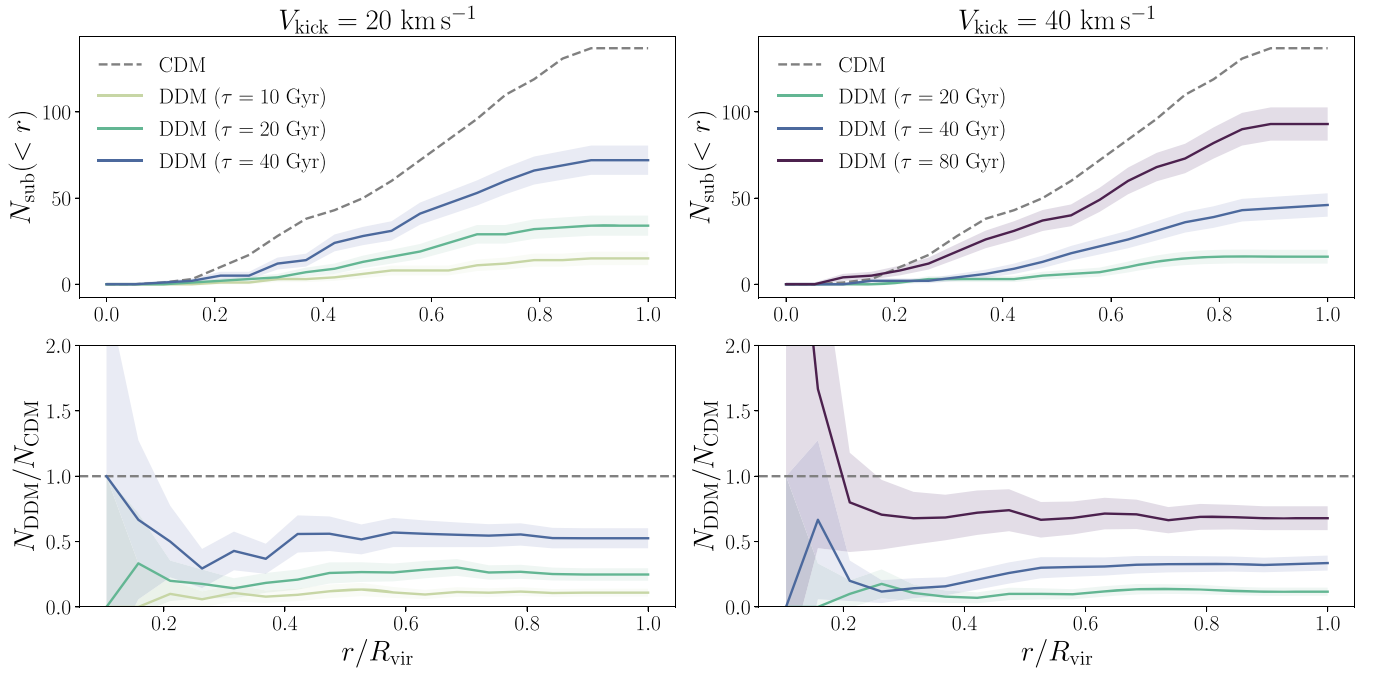 V_kick = 20 km s⁻¹
N_sub(< r)
100
50
0
CDM
DDM (τ = 10 Gyr)
DDM (τ = 20 Gyr)
DDM (τ = 40 Gyr)
0.0 0.2 0.4 0.6 0.8 1.0
V_kick = 40 km s⁻¹
N_sub(< r)
100
50
0
CDM
DDM (τ = 20 Gyr)
DDM (τ = 40 Gyr)
DDM (τ = 80 Gyr)
0.0 0.2 0.4 0.6 0.8 1.0
N_DDM/N_CDM
2.0
1.5
1.0
0.5
0.0
0.2 0.4 0.6 0.8 1.0
r/R_vir
N_DDM/N_CDM
2.0
1.5
1.0
0.5
0.0
0.2 0.4 0.6 0.8 1.0
r/R_vir